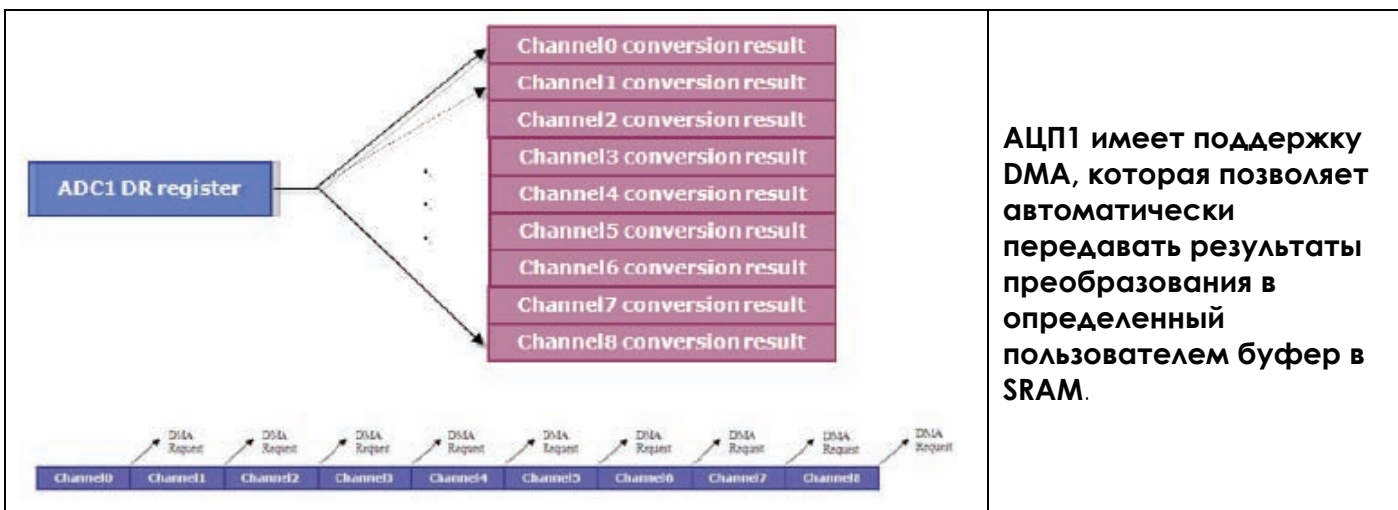 Channel0 conversion result
Channel1 conversion result
Channel2 conversion result
Channel3 conversion result
Channel4 conversion result
Channel5 conversion result
Channel6 conversion result
Channel7 conversion result
Channel8 conversion result
ADC1 DR register
DMA Request
DMA Request
DMA Request
DMA Request
DMA Request
DMA Request
DMA Request
DMA Request
DMA Request
Channel0 Channel1 Channel2 Channel3 Channel4 Channel5 Channel6 Channel7 Channel8
АЦП1 имеет поддержку
DMA, которая позволяет
автоматически
передавать результаты
преобразования в
определенный
пользователем буфер в
SRAM.